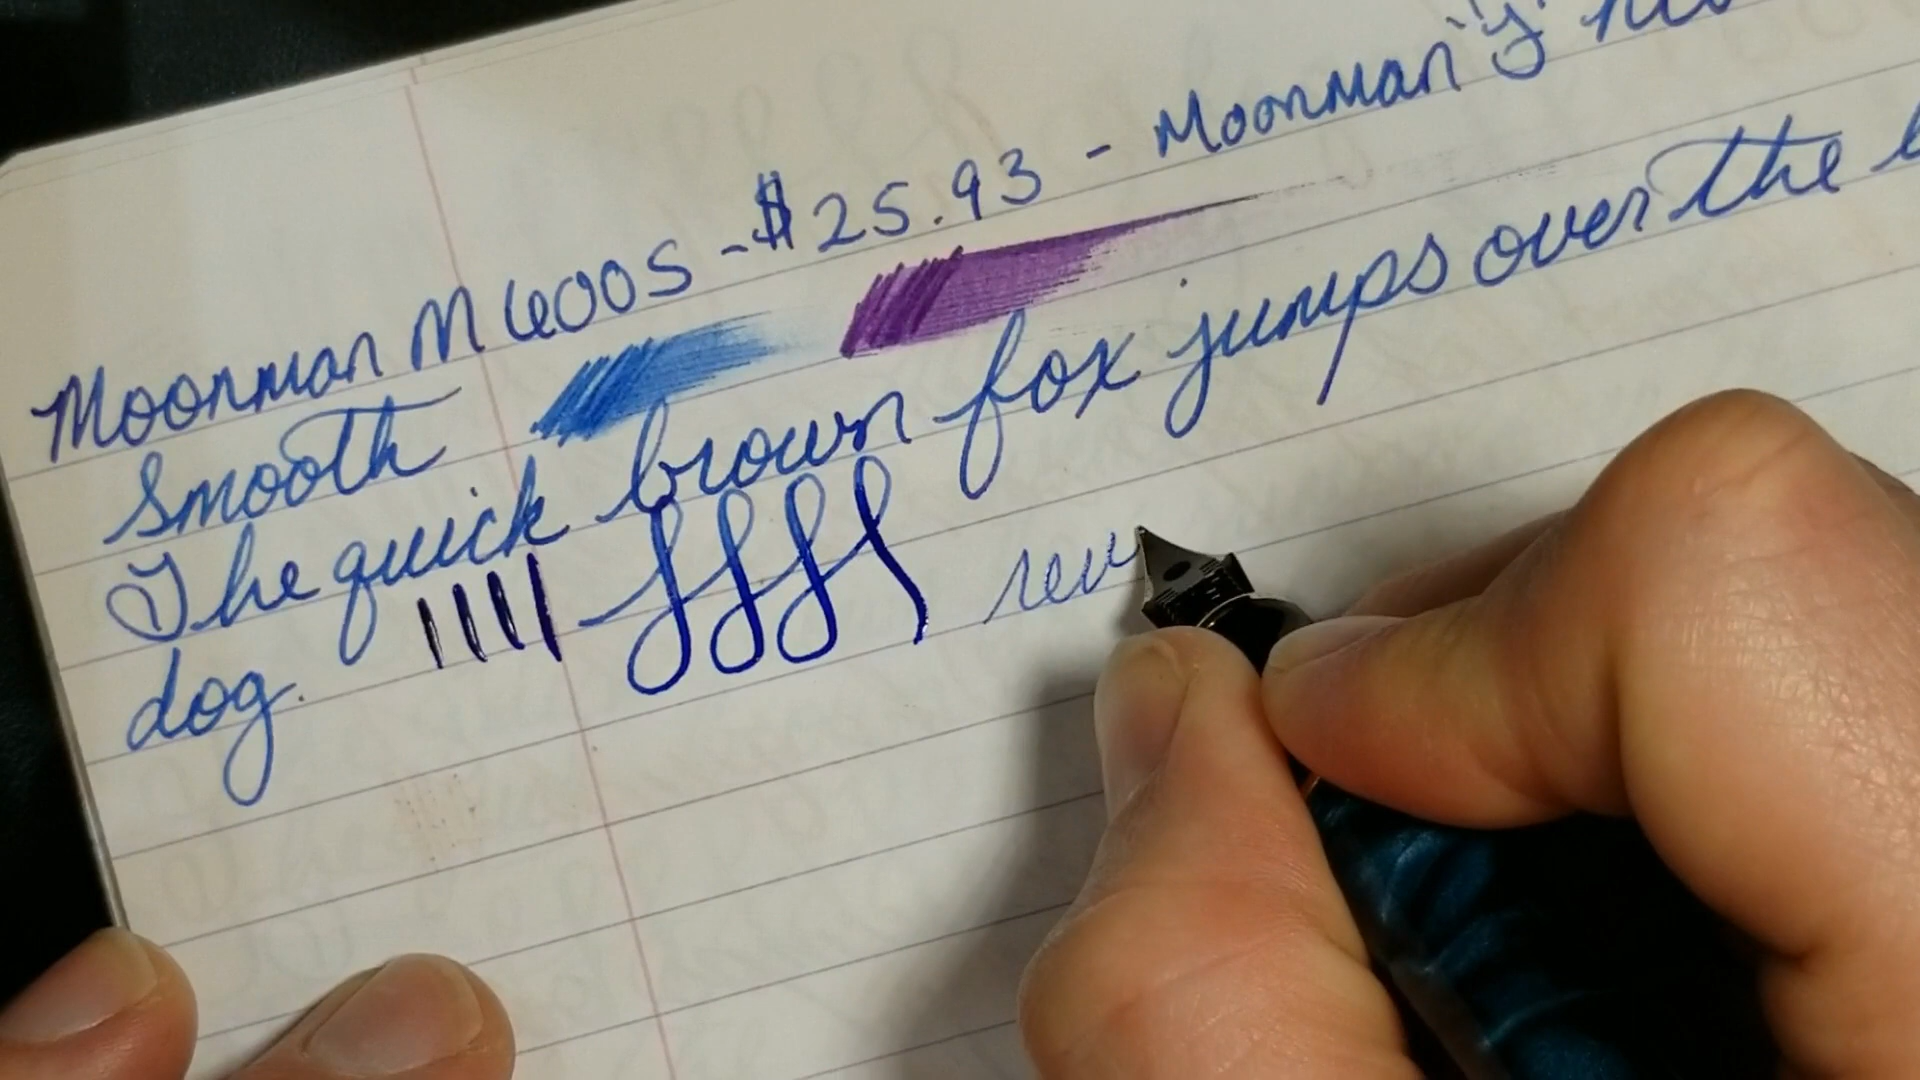 Moonman M600S - $25.93 - Moonman "y"
Smooth
The quick brown fox jumps over the
dog.
rev